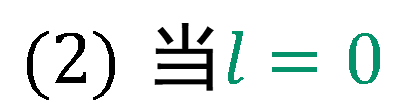 (2) 当l = 0